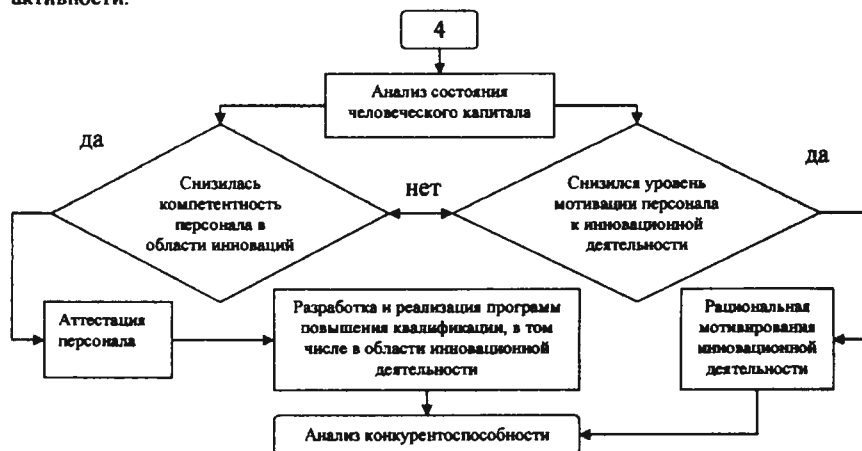 активности.
4
Анализ состояния
человеческого капитала
да
да
Снизилась
компетентность
персонала в
области инноваций
нет
Снизился уровень
мотивации персонала
к инновационной
деятельности
Аттестация
персонала
Разработка и реализация программ
повышения квалификации, в том
числе в области инновационной
деятельности
Рациональная
мотивирования
инновационной
деятельности
Анализ конкурентоспособности